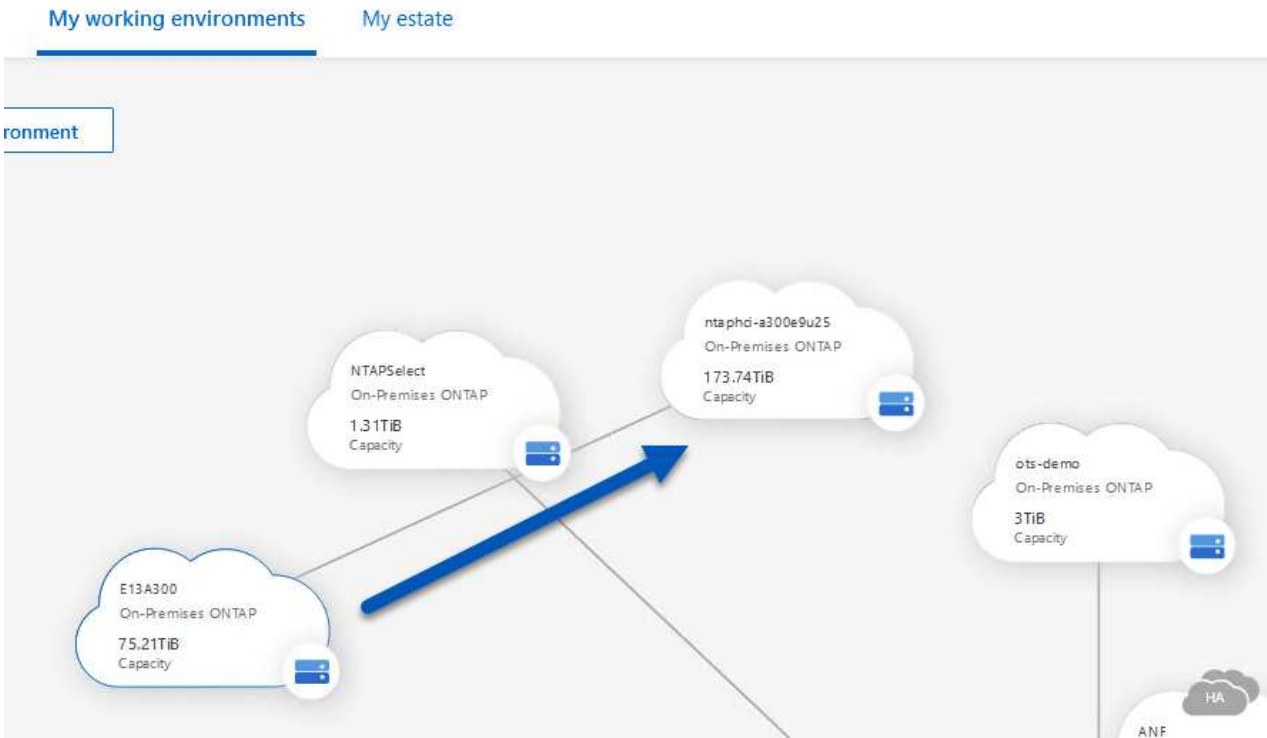 My working environments
My estate
ronment
ntaphci-a300e9u25
On-Premises ONTAP
173.74TiB
Capacity
NTAPSelect
On-Premises ONTAP
1.31TiB
Capacity
ots-demo
On-Premises ONTAP
3TiB
Capacity
E13A300
On-Premises ONTAP
75.21TiB
Capacity
HA
ANF